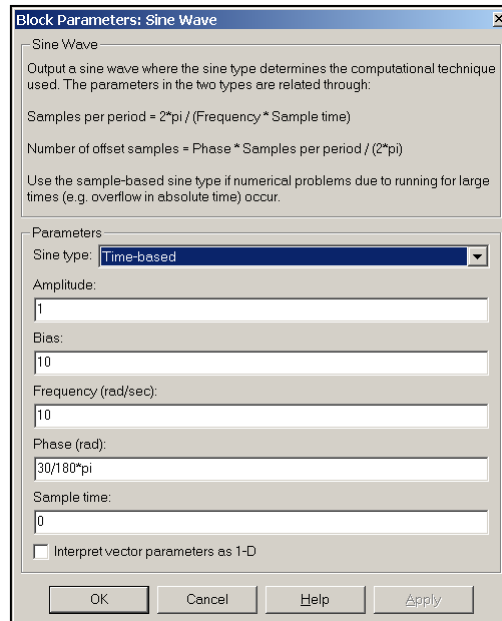 Block Parameters: Sine Wave
Sine Wave
Output a sine wave where the sine type determines the computational technique
used. The parameters in the two types are related through:
Samples per period = 2*pi / (Frequency * Sample time)
Number of offset samples = Phase * Samples per period / (2*pi)
Use the sample-based sine type if numerical problems due to running for large
times (e.g. overflow in absolute time) occur.
Parameters
Sine type: Time-based
Amplitude:
1
Bias:
10
Frequency (rad/sec):
10
Phase (rad):
30/180*pi
Sample time:
0
Interpret vector parameters as 1-D
OK Cancel Help Apply